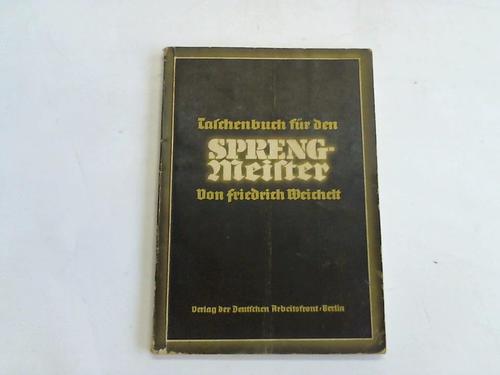 Taschenbuch für den
SPRENG-
Meister
Von Friedrich Weichelt
Verlag der Deutschen Arbeitsfront, Berlin